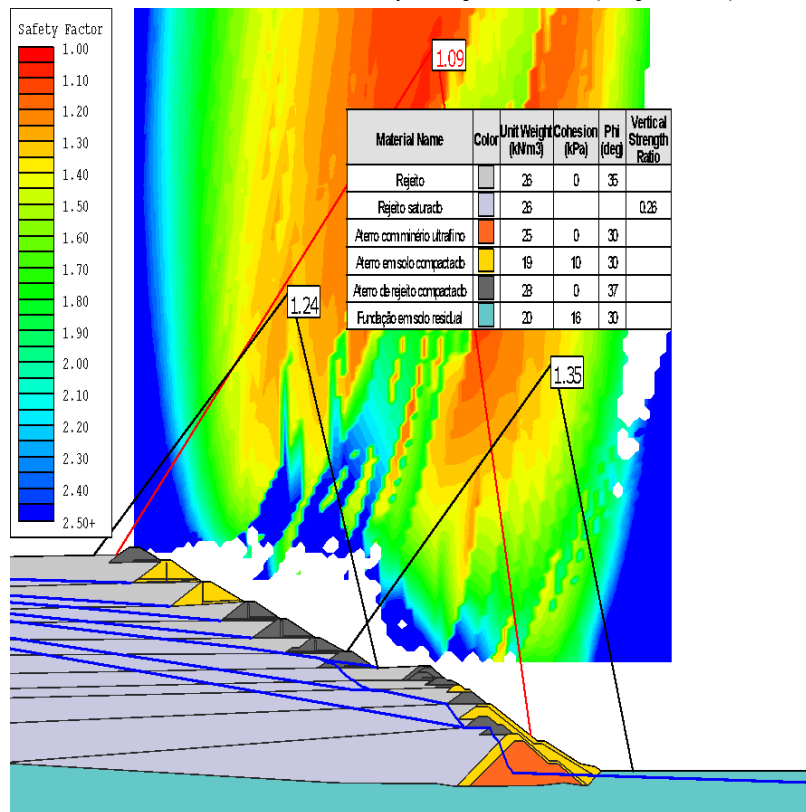 Safety Factor
1.00
1.10
1.20
1.30
1.40
1.50
1.60
1.70
1.80
1.90
2.00
2.10
2.20
2.30
2.40
2.50+
1.09
Material Name Color Unit Weight (kN/m3) Cohesion (kPa) Phi (deg) Vertical Strength Ratio
Rejeito 26 0 35
Rejeito saturado 26 0.26
Aterro com minério ultrafino 25 0 30
Aterro em solo compactado 19 10 30
Aterro de rejeito compactado 28 0 37
Fundação em solo residual 20 16 30
1.24
1.35